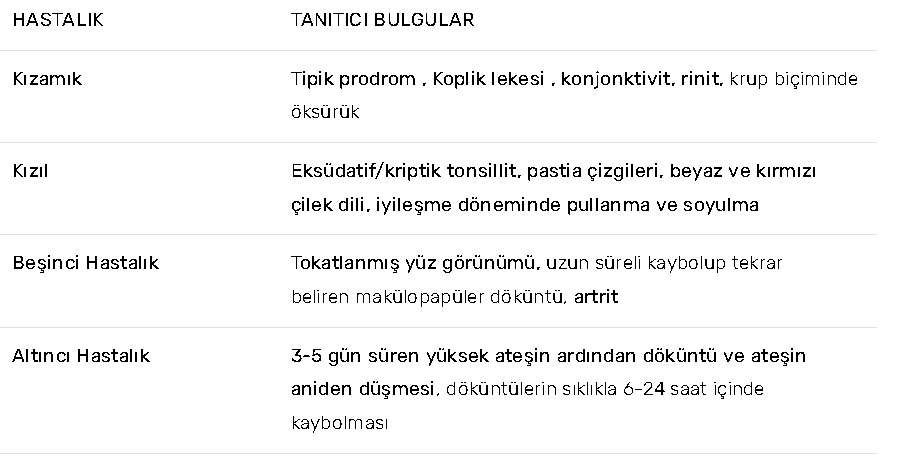 HASTALIK TANITICI BULGULAR
Kızamık Tipik prodrom , Koplik lekesi , konjonktivit, rinit, krup biçiminde
öksürük
Kızıl Eksüdatif/kriptik tonsillit, pastia çizgileri, beyaz ve kırmızı
çilek dili, iyileşme döneminde pullanma ve soyulma
Beşinci Hastalık Tokatlanmış yüz görünümü, uzun süreli kaybolup tekrar
beliren makülopapüler döküntü, artrit
Altıncı Hastalık 3-5 gün süren yüksek ateşin ardından döküntü ve ateşin
aniden düşmesi, döküntülerin sıklıkla 6-24 saat içinde
kaybolması